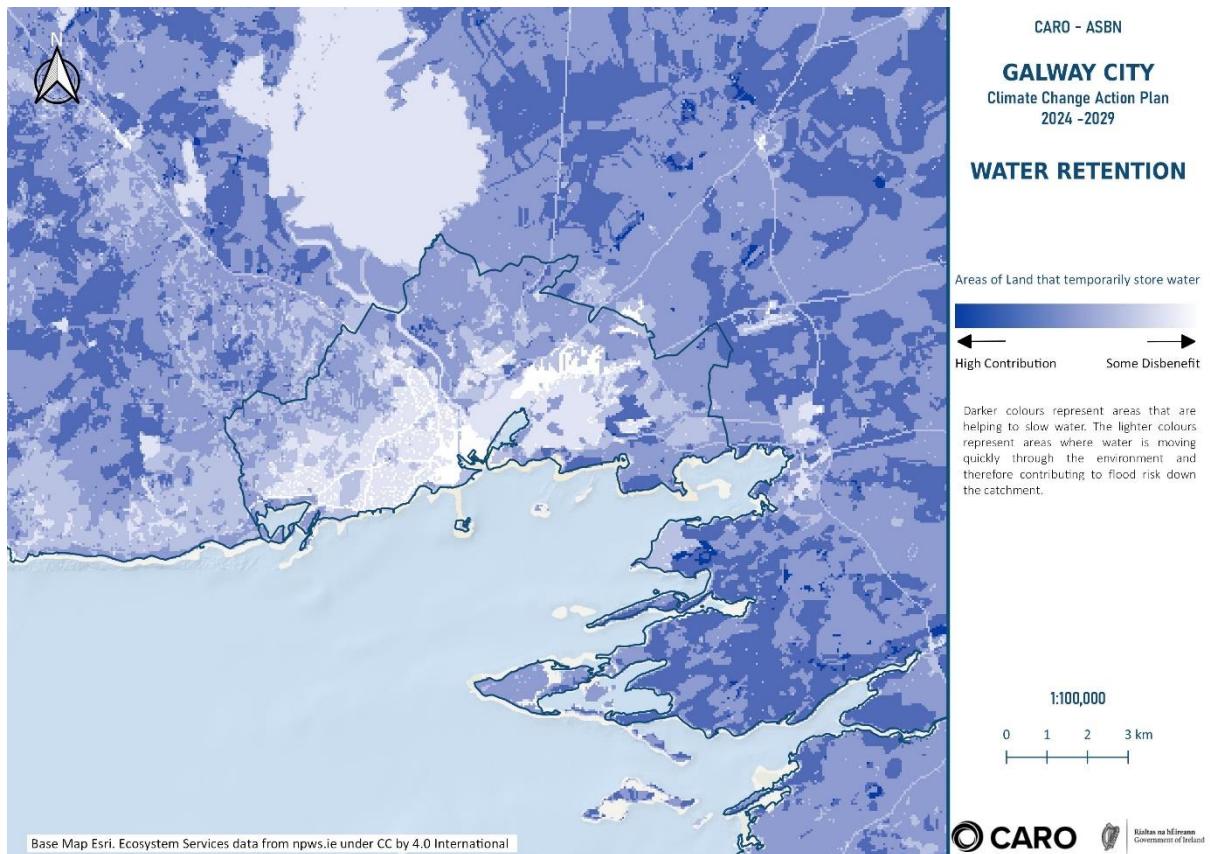 N
CARO - ASBN
GALWAY CITY
Climate Change Action Plan
2024 -2029
WATER RETENTION
Areas of Land that temporarily store water
High Contribution Some Disbenefit
Darker colours represent areas that are
helping to slow water. The lighter colours
represent areas where water is moving
quickly through the environment and
therefore contributing to flood risk down
the catchment.
1:100,000
0 1 2 3 km
CARO
Rialtas na hÉireann
Government of Ireland
Base Map Esri. Ecosystem Services data from npws.ie under CC by 4.0 International